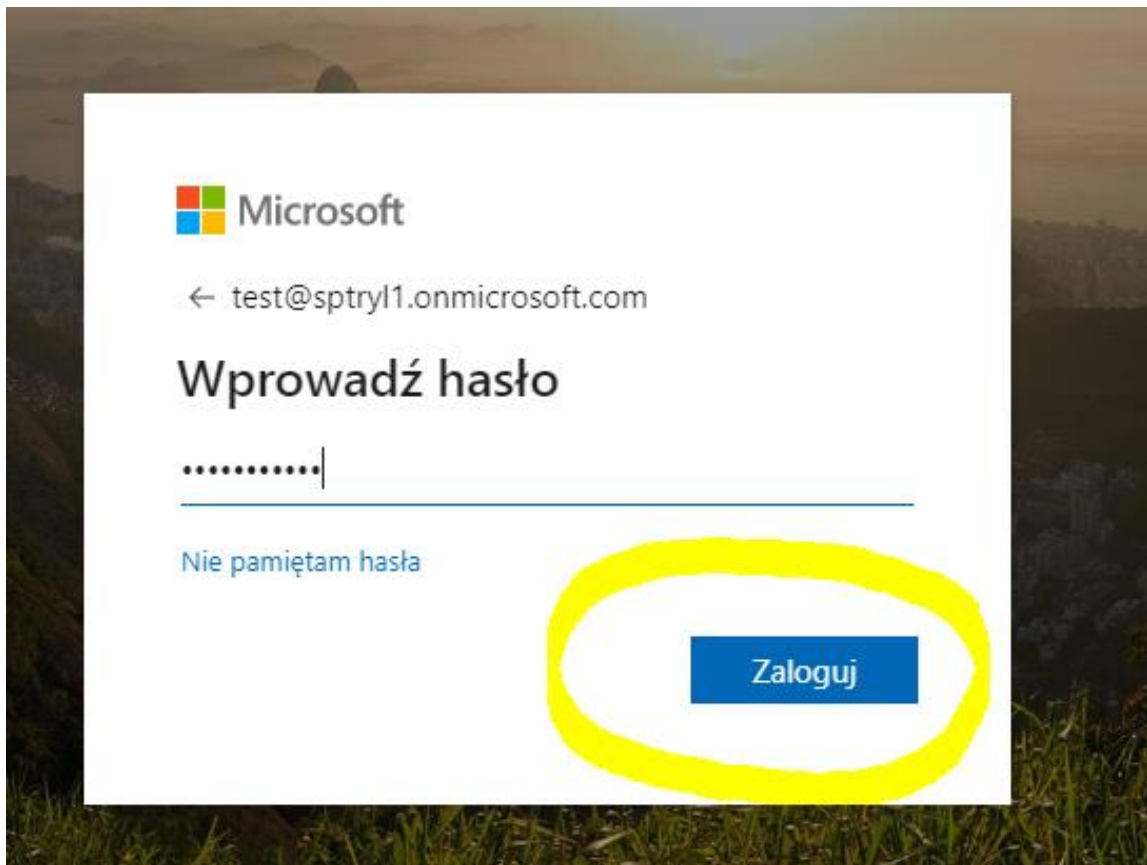 Microsoft
← test@sptryl1.onmicrosoft.com
Wprowadź hasło
•••••••••••
Nie pamiętam hasła
Zaloguj